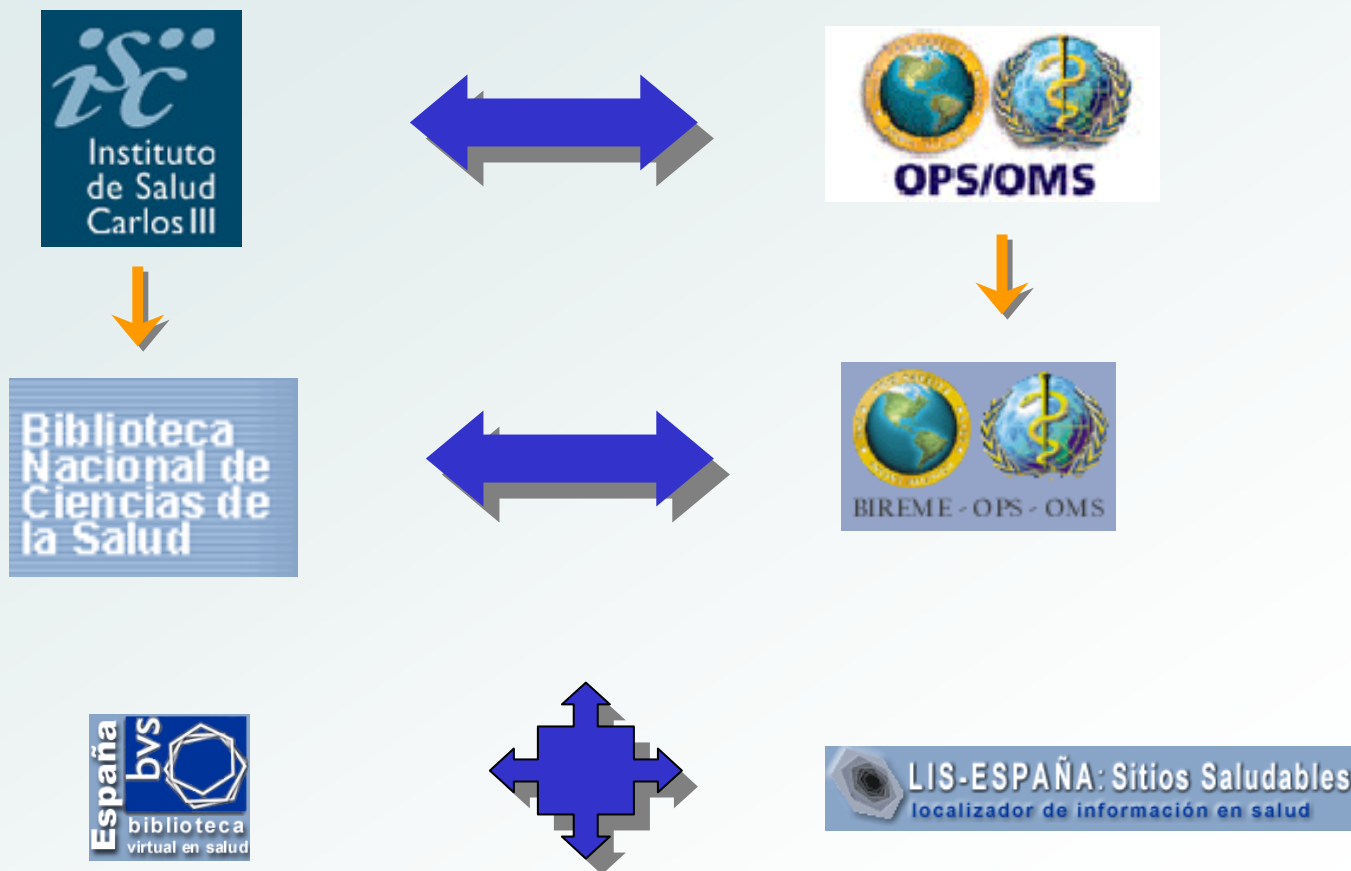 isc
Instituto
de Salud
Carlos III
OPS/OMS
Biblioteca
Nacional de
Ciencias de
la Salud
BIREME - OPS - OMS
España
bvs
biblioteca
virtual en salud
LIS-ESPAÑA: Sitios Saludables
localizador de información en salud